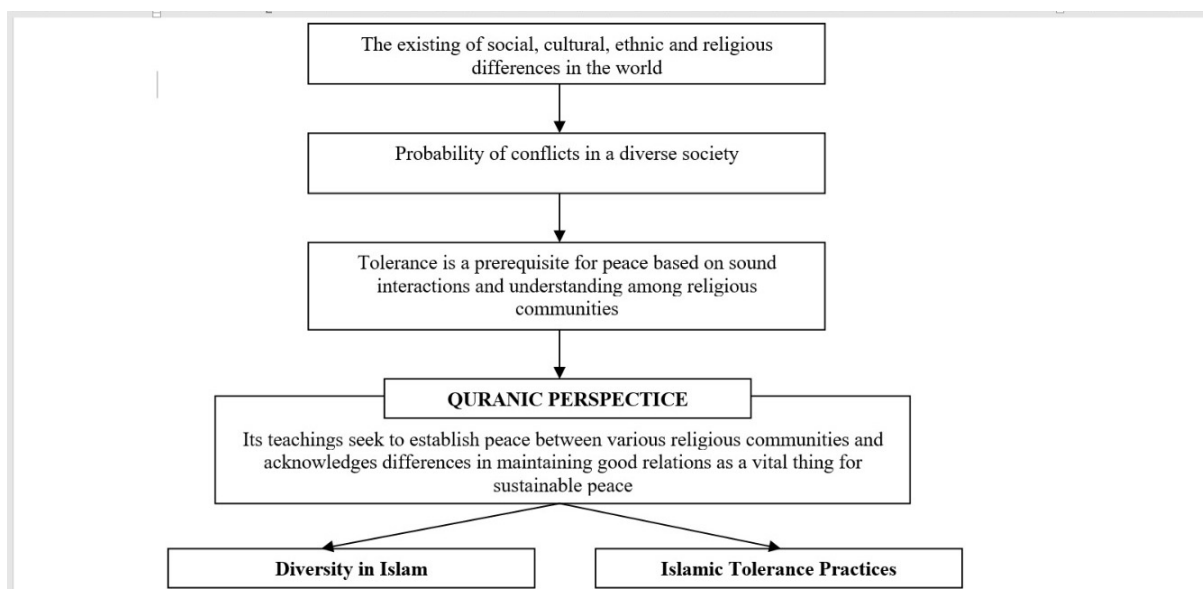 The existing of social, cultural, ethnic and religious
differences in the world
Probability of conflicts in a diverse society
Tolerance is a prerequisite for peace based on sound
interactions and understanding among religious
communities
QURANIC PERSPECTICE
Its teachings seek to establish peace between various religious communities and
acknowledges differences in maintaining good relations as a vital thing for
sustainable peace
Diversity in Islam
Islamic Tolerance Practices